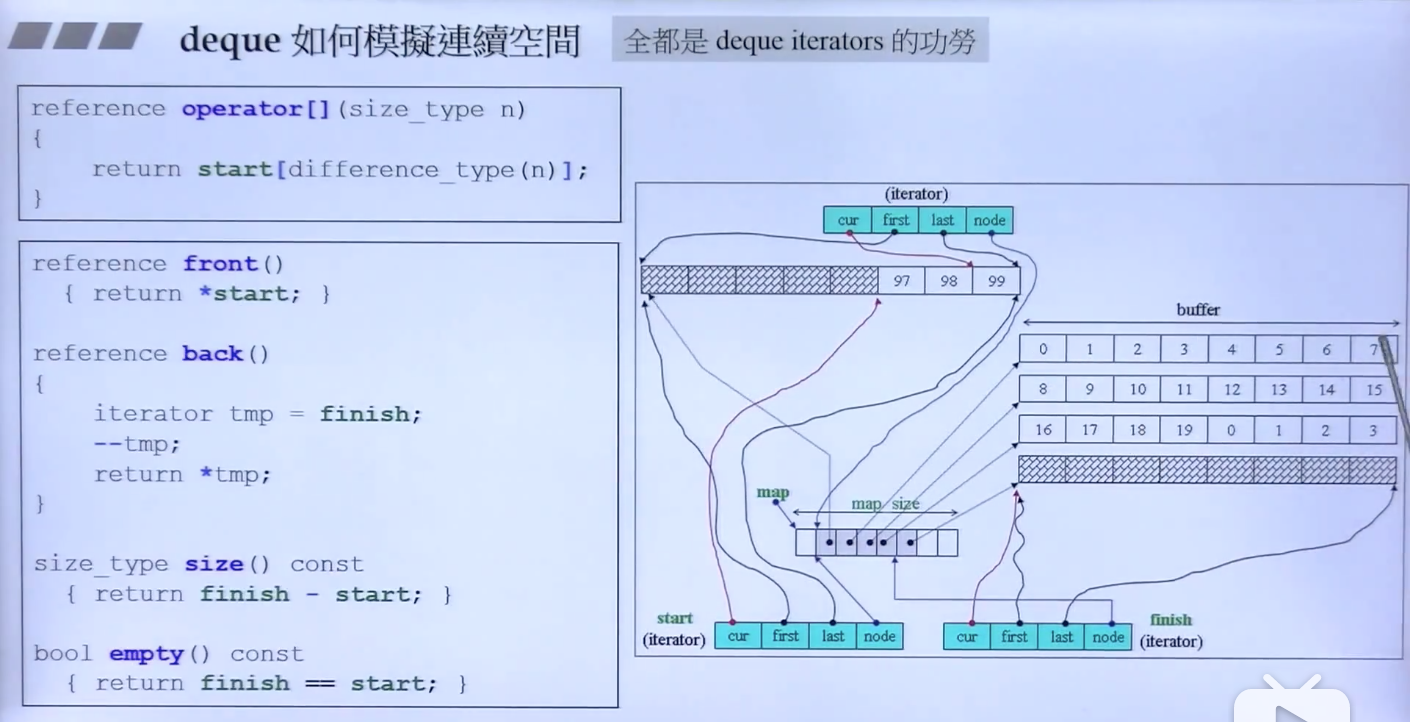 deque 如何模擬連續空間
全都是 deque iterators 的功勞
reference operator[](size_type n)
{
return start[difference_type(n)];
}
reference front()
{ return *start; }
reference back()
{
iterator tmp = finish;
--tmp;
return *tmp;
}
size_type size() const
{ return finish - start; }
bool empty() const
{ return finish == start; }
(iterator)
cur first last node
97 98 99
buffer
0 1 2 3 4 5 6 7
8 9 10 11 12 13 14 15
16 17 18 19 0 1 2 3
map
map size
start
(iterator)
cur first last node
cur first last node
finish
(iterator)